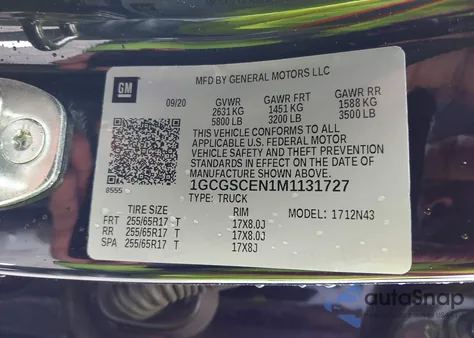 GM
MFD BY GENERAL MOTORS LLC
09/20 GVWR GAWR FRT GAWR RR
2631 KG 1451 KG 1588 KG
5800 LB 3200 LB 3500 LB
THIS VEHICLE CONFORMS TO ALL
APPLICABLE U.S. FEDERAL MOTOR
VEHICLE SAFETY AND THEFT PREVENTION
STANDARDS IN EFFECT ON THE DATE OF
MANUFACTURE SHOWN ABOVE.
8555
1GCGSCEN1M1131727
TYPE: TRUCK
TIRE SIZE RIM MODEL: 1712N43
FRT 255/65R17 T 17X8.0J
RR 255/65R17 T 17X8.0J
SPA 255/65R17 T 17X8J
autoSnap